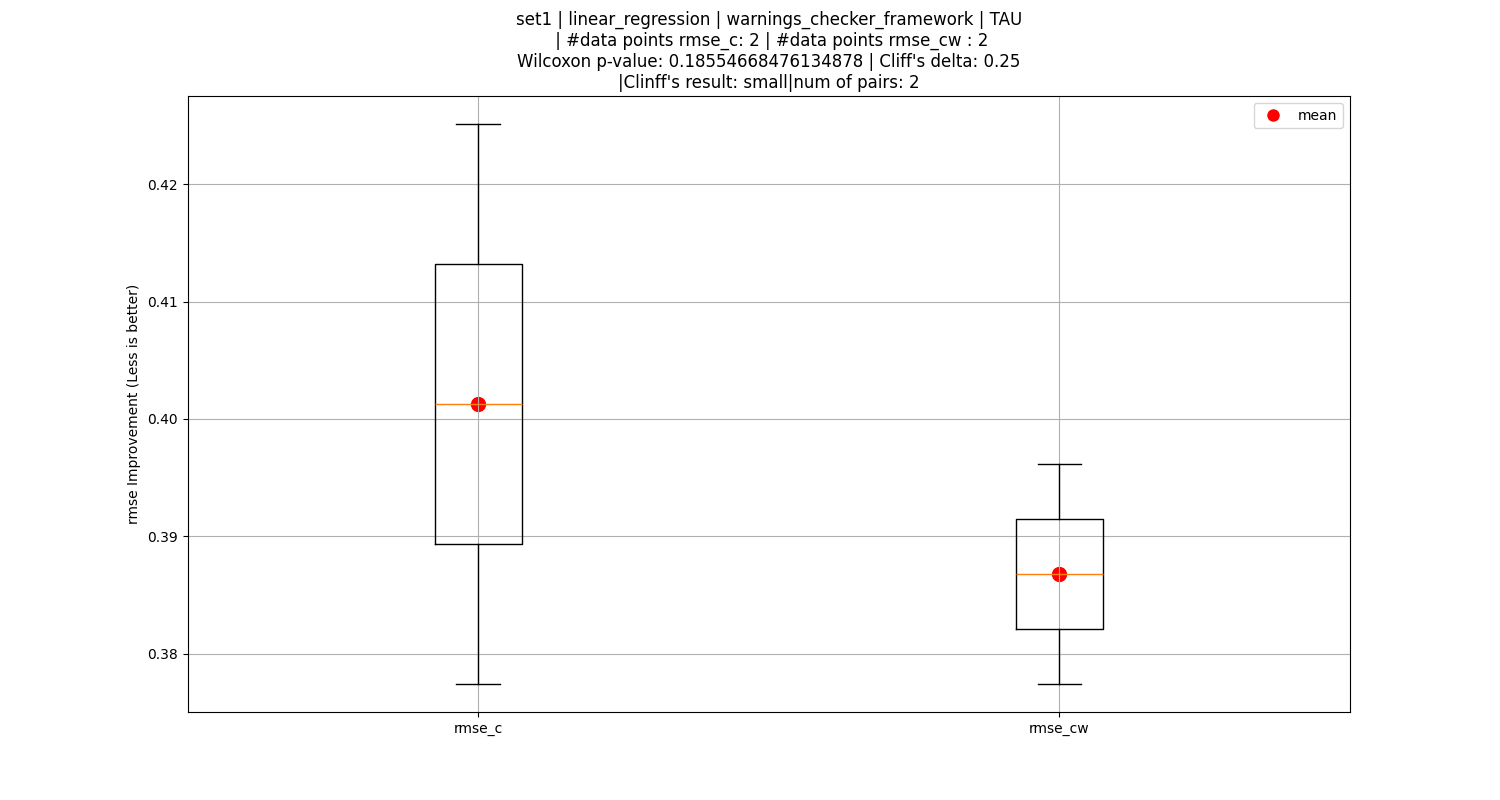 set1 | linear_regression | warnings_checker_framework | TAU
| #data points rmse_c: 2 | #data points rmse_cw : 2
Wilcoxon p-value: 0.18554668476134878 | Cliff's delta: 0.25
|Clinff's result: small|num of pairs: 2
mean
rmse Improvement (Less is better)
0.42
0.41
0.40
0.39
0.38
rmse_c
rmse_cw